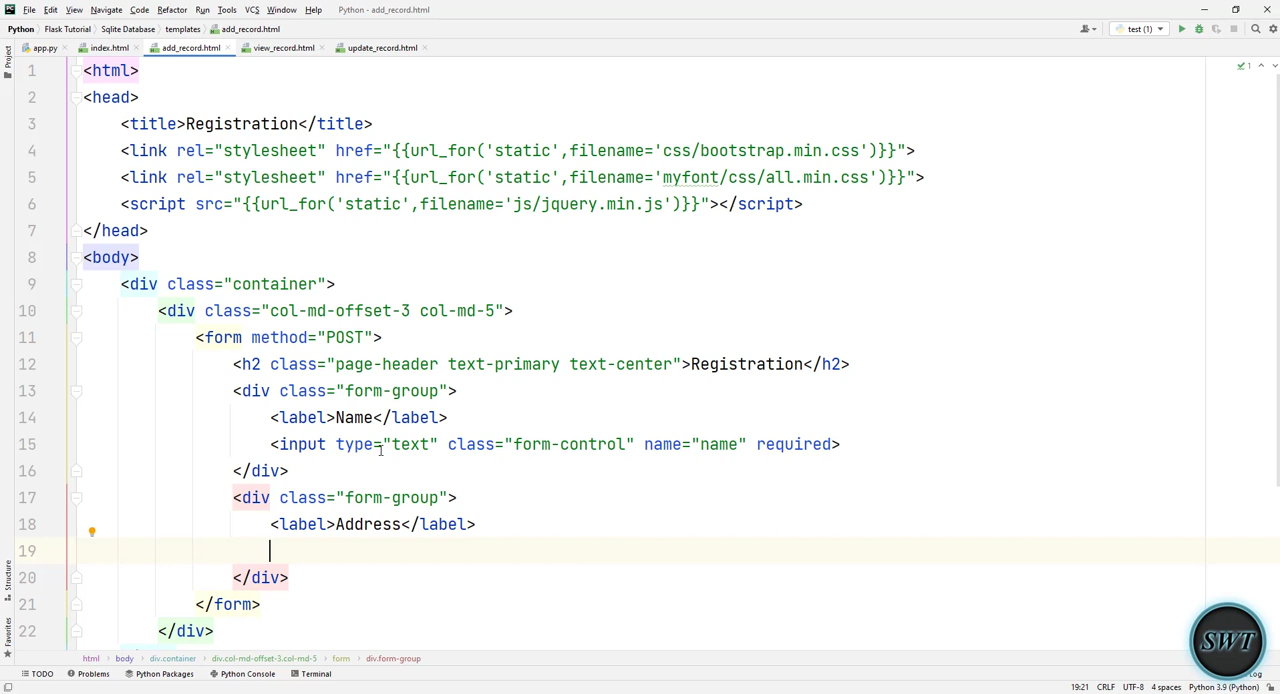 File Edit View Navigate Code Refactor Run Tools VCS Window Help Python - add_record.html
Python Flask Tutorial Sqlite Database templates add_record.html test (1)
app.py index.html add_record.html view_record.html update_record.html
Project
1 <html> 1
2 <head>
3 <title>Registration</title>
4 <link rel="stylesheet" href="{{url_for('static',filename='css/bootstrap.min.css')}}">
5 <link rel="stylesheet" href="{{url_for('static',filename='myfont/css/all.min.css')}}">
6 <script src="{{url_for('static',filename='js/jquery.min.js')}}"></script>
7 </head>
8 <body>
9 <div class="container">
10 <div class="col-md-offset-3 col-md-5">
11 <form method="POST">
12 <h2 class="page-header text-primary text-center">Registration</h2>
13 <div class="form-group">
14 <label>Name</label>
15 <input type="text" class="form-control" name="name" required>
16 </div>
17 <div class="form-group">
18 <label>Address</label>
19
20 </div>
21 </form>
22 </div>
Structure
Favorites
SWT
html body div.container div.col-md-offset-3.col-md-5 form div.form-group
TODO Problems Python Packages Python Console Terminal Log
19:21 CRLF UTF-8 4 spaces Python 3.9 (Python)